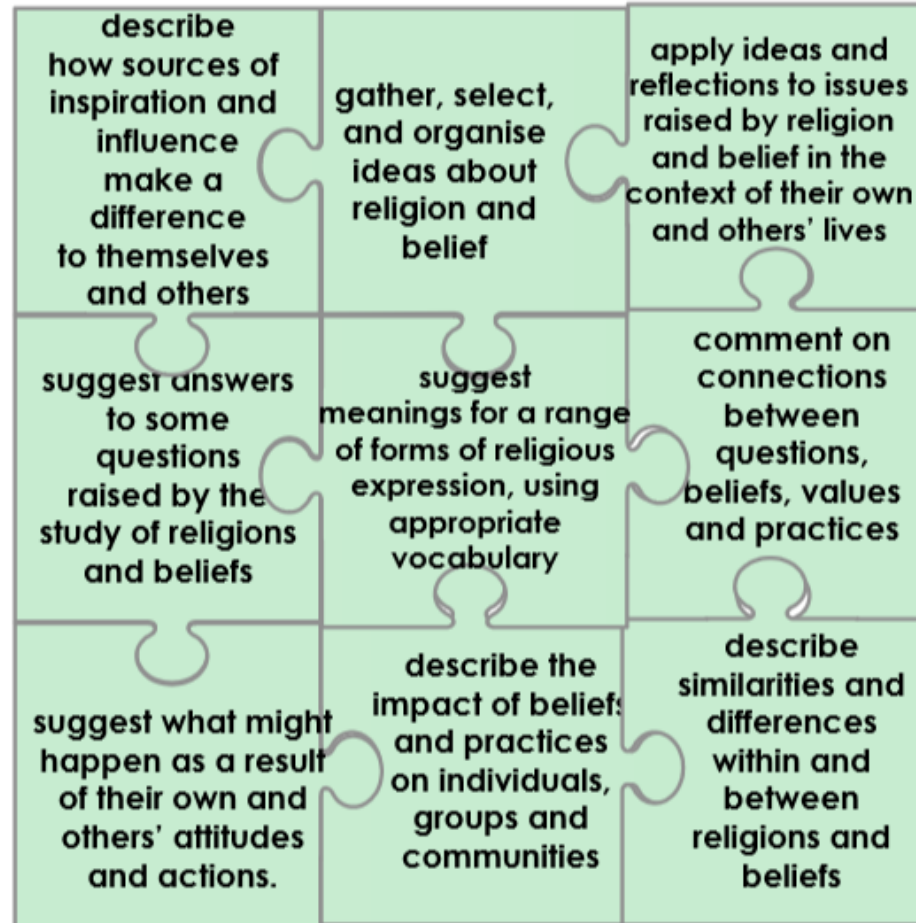 describe
how sources of
inspiration and
influence
make a
difference
to themselves
and others
gather, select,
and organise
ideas about
religion and
belief
apply ideas and
reflections to issues
raised by religion
and belief in the
context of their own
and others' lives
suggest answers
to some
questions
raised by the
study of religions
and beliefs
suggest
meanings for a range
of forms of religious
expression, using
appropriate
vocabulary
comment on
connections
between
questions,
beliefs, values
and practices
suggest what might
happen as a result
of their own and
others' attitudes
and actions.
describe the
impact of beliefs
and practices
on individuals,
groups and
communities
describe
similarities and
differences
within and
between
religions and
beliefs